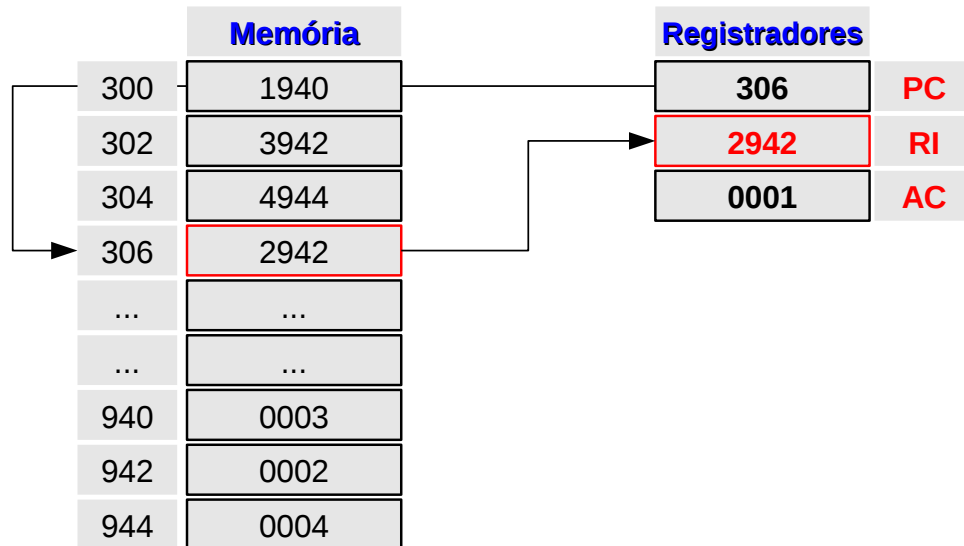 Memória Registradores
300 1940 306 PC
302 3942 2942 RI
304 4944 0001 AC
306 2942
... ...
... ...
940 0003
942 0002
944 0004